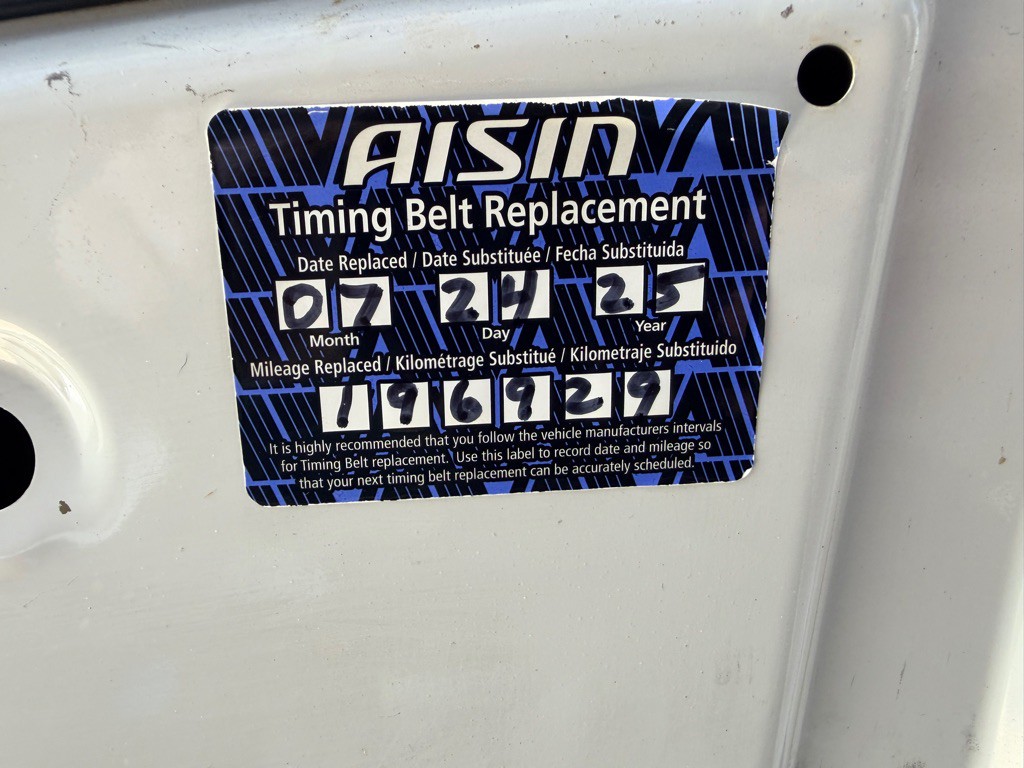 AISIN
Timing Belt Replacement
Date Replaced / Date Substituée / Fecha Substituida
07 24 25
Month Day Year
Mileage Replaced / Kilométrage Substitué / Kilometraje Substituido
196929
It is highly recommended that you follow the vehicle manufacturers intervals
for Timing Belt replacement. Use this label to record date and mileage so
that your next timing belt replacement can be accurately scheduled.